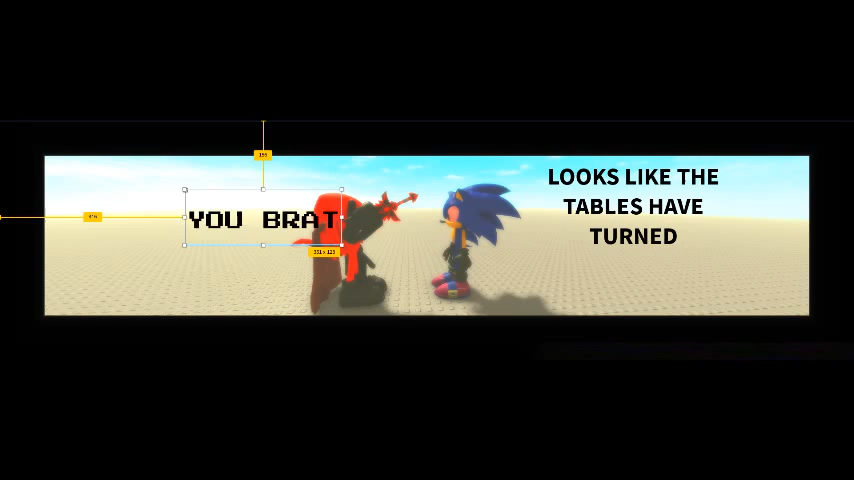 YOU BRAT
LOOKS LIKE THE
TABLES HAVE
TURNED